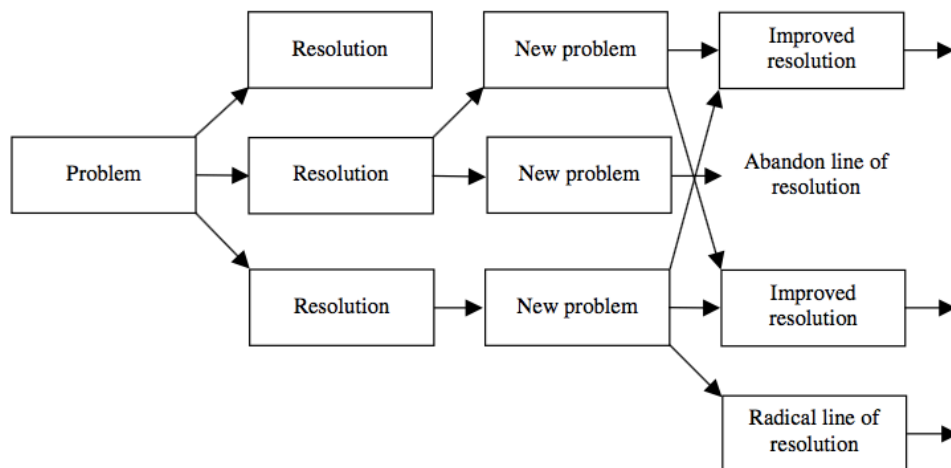 Problem
Resolution
Resolution
Resolution
New problem
New problem
New problem
Improved
resolution
Abandon line of
resolution
Improved
resolution
Radical line of
resolution